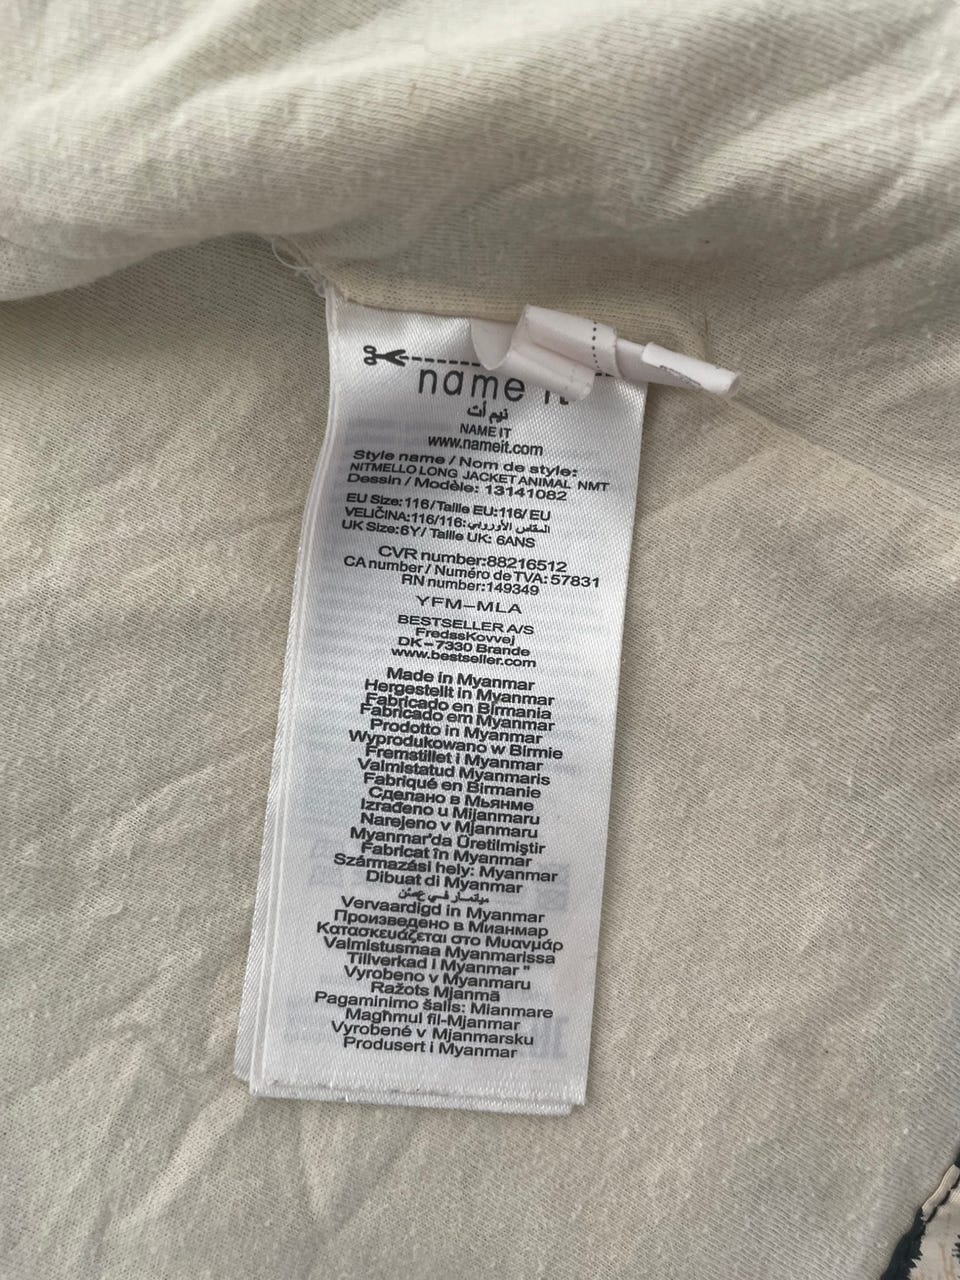 name it
نيم أت
NAME IT
www.nameit.com
Style name / Nom de style:
NITMELLO LONG JACKET ANIMAL NMT
Dessin / Modèle: 13141082
EU Size:116/Taille EU:116/ EU
VELIČINA:116/116: المقاس الأوروبي
UK Size:6Y/ Taille UK: 6ANS
CVR number:88216512
CA number / Numéro de TVA: 57831
RN number:149349
YFM-MLA
BESTSELLER A/S
FredssKovvej
DK-7330 Brande
www.bestseller.com
Made in Myanmar
Hergestellt in Myanmar
Fabricado en Birmania
Fabricado em Myanmar
Prodotto in Myanmar
Wyprodukowano w Birmie
Fremstillet i Myanmar
Valmistatud Myanmaris
Fabriqué en Birmanie
Сделано в Мьянме
Izrađeno u Mijanmaru
Narejeno v Mjanmaru
Myanmar'da Üretilmiştir
Fabricat în Myanmar
Származási hely: Myanmar
Dibuat di Myanmar
ميانمار في
Vervaardigd in Myanmar
Произведено в Мианмар
Κατασκευάζεται στο Μυανμάρ
Valmistusmaa Myanmarissa
Tillverkad i Myanmar "
Vyrobeno v Myanmaru
Ražots Mjanmā
Pagaminimo šalis: Mianmare
Magħmul fil-Mjanmar
Vyrobené v Mjanmarsku
Produsert i Myanmar